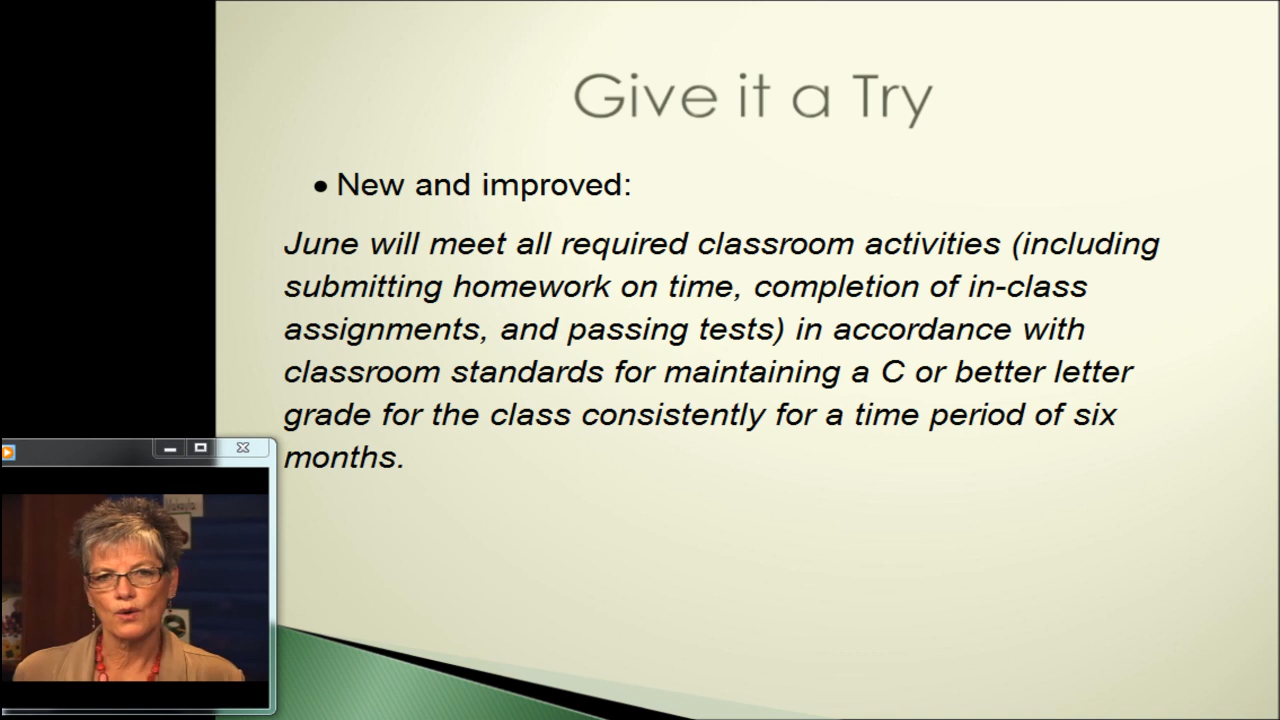 Give it a Try
• New and improved:
June will meet all required classroom activities (including
submitting homework on time, completion of in-class
assignments, and passing tests) in accordance with
classroom standards for maintaining a C or better letter
grade for the class consistently for a time period of six
months.